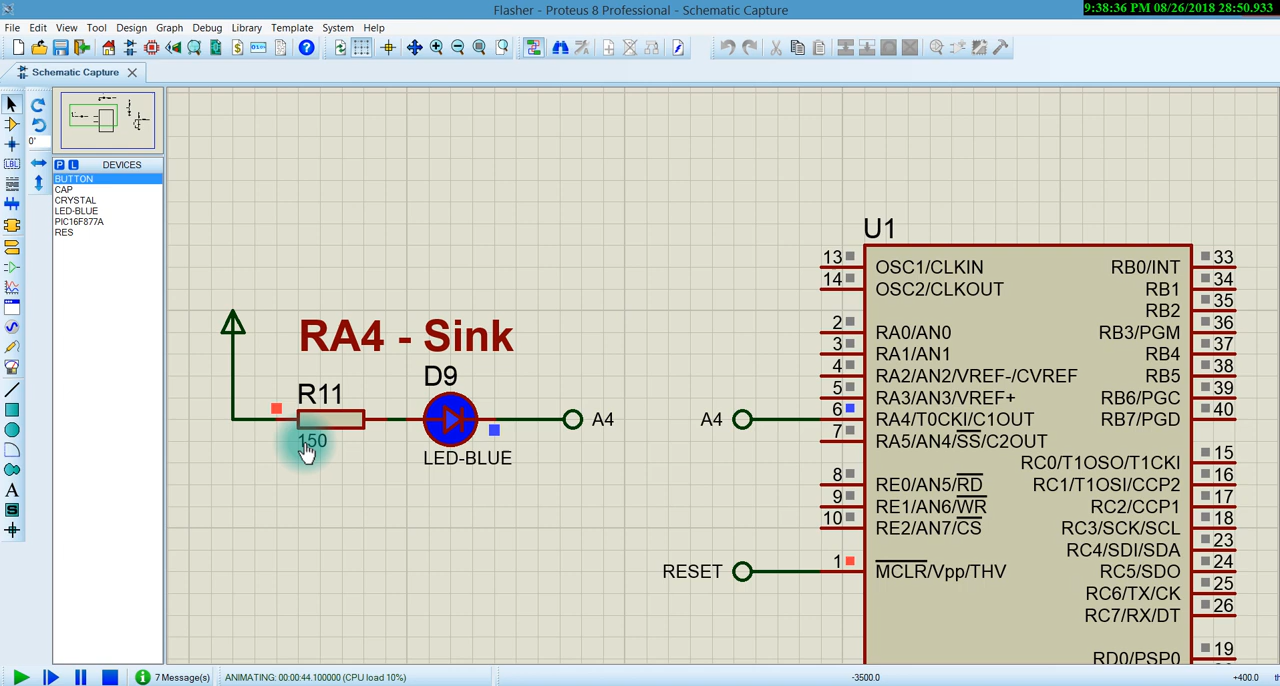 Flasher - Proteus 8 Professional - Schematic Capture
9:38:36 PM 08/26/2018 28:50.933
File Edit View Tool Design Graph Debug Library Template System Help
Schematic Capture
0°
P L DEVICES
BUTTON
CAP
CRYSTAL
LED-BLUE
PIC16F877A
RES
LBL
A
S
RA4 - Sink
R11
150
D9
LED-BLUE
A4
A4
RESET
U1
13 OSC1/CLKIN
14 OSC2/CLKOUT
2 RA0/AN0
3 RA1/AN1
4 RA2/AN2/VREF-/CVREF
5 RA3/AN3/VREF+
6 RA4/T0CKI/C1OUT
7 RA5/AN4/SS/C2OUT
8 RE0/AN5/RD
9 RE1/AN6/WR
10 RE2/AN7/CS
1 MCLR/Vpp/THV
RB0/INT 33
RB1 34
RB2 35
RB3/PGM 36
RB4 37
RB5 38
RB6/PGC 39
RB7/PGD 40
RC0/T1OSO/T1CKI 15
RC1/T1OSI/CCP2 16
RC2/CCP1 17
RC3/SCK/SCL 18
RC4/SDI/SDA 23
RC5/SDO 24
RC6/TX/CK 25
RC7/RX/DT 26
RD0/PSP0 19
7 Message(s) ANIMATING: 00:00:44.100000 (CPU load 10%) -3500.0 +400.0 th